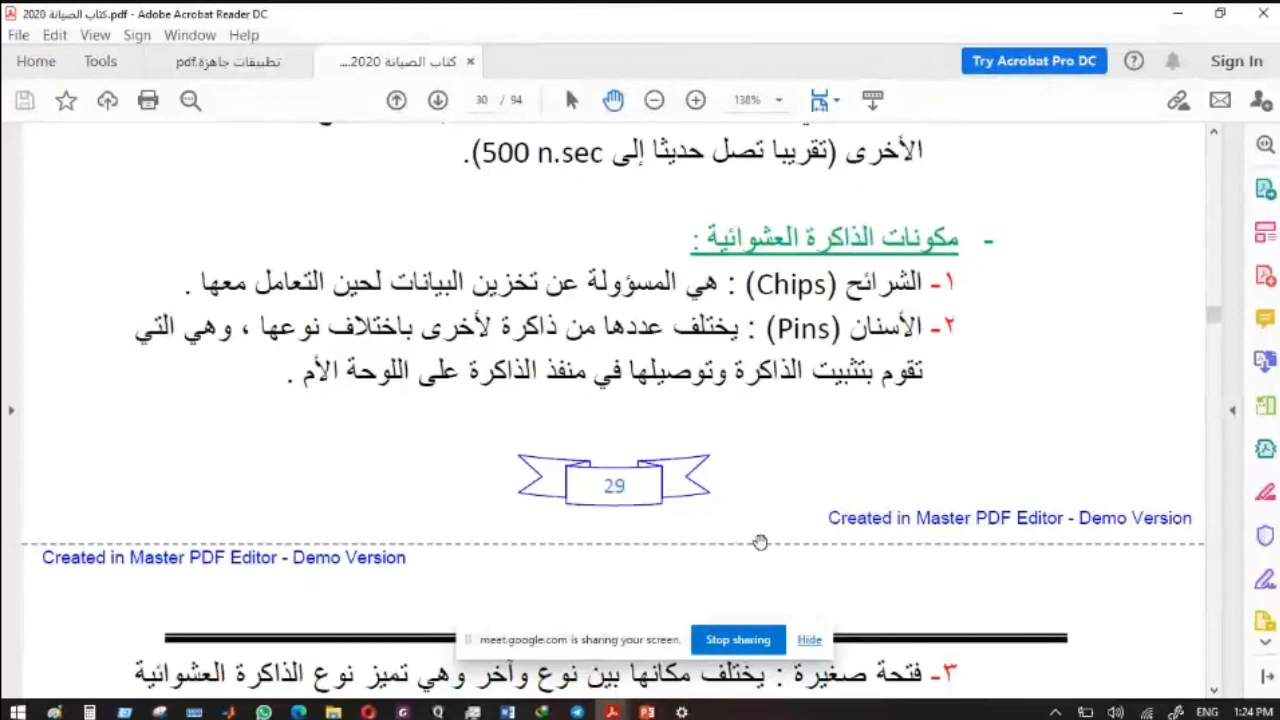 كتاب الصيانة 2020.pdf - Adobe Acrobat Reader DC
File Edit View Sign Window Help
Home Tools تطبيقات جاهزة.pdf كتاب الصيانة 2020....
Try Acrobat Pro DC Sign In
30 / 94 138%
الأخرى (تقريبا تصل حديثا إلى 500 n.sec).
- مكونات الذاكرة العشوائية :
١- الشرائح (Chips) : هي المسؤولة عن تخزين البيانات لحين التعامل معها .
٢- الأسنان (Pins) : يختلف عددها من ذاكرة لأخرى باختلاف نوعها ، وهي التي
تقوم بتثبيت الذاكرة وتوصيلها في منفذ الذاكرة على اللوحة الأم .
29
Created in Master PDF Editor - Demo Version
Created in Master PDF Editor - Demo Version
meet.google.com is sharing your screen. Stop sharing Hide
٣- فتحة صغيرة : يختلف مكانها بين نوع وآخر وهي تميز نوع الذاكرة العشوائية
ENG 1:24 PM